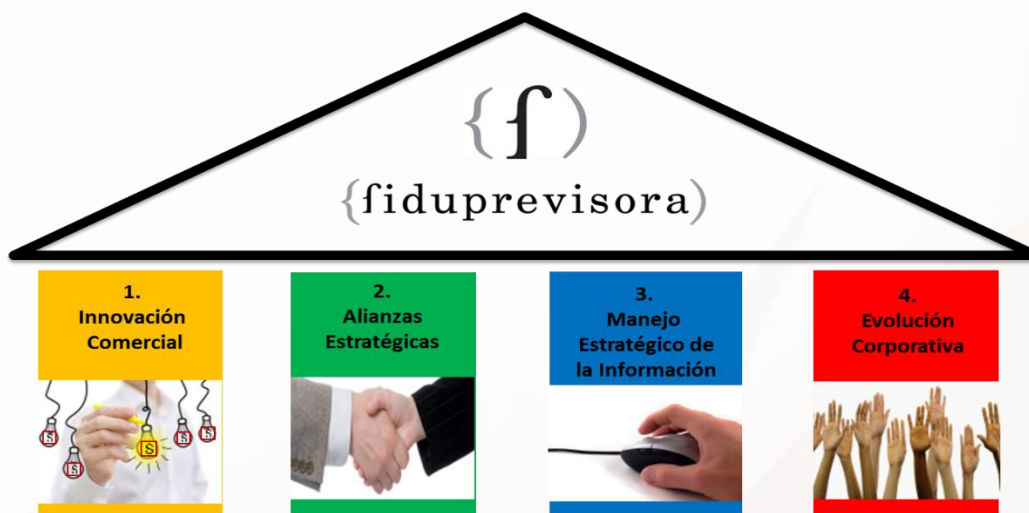 {f)
{fiduprevisora)
1.
Innovación
Comercial
2.
Alianzas
Estratégicas
3.
Manejo
Estratégico de
la Información
4.
Evolución
Corporativa
$
$
$
$